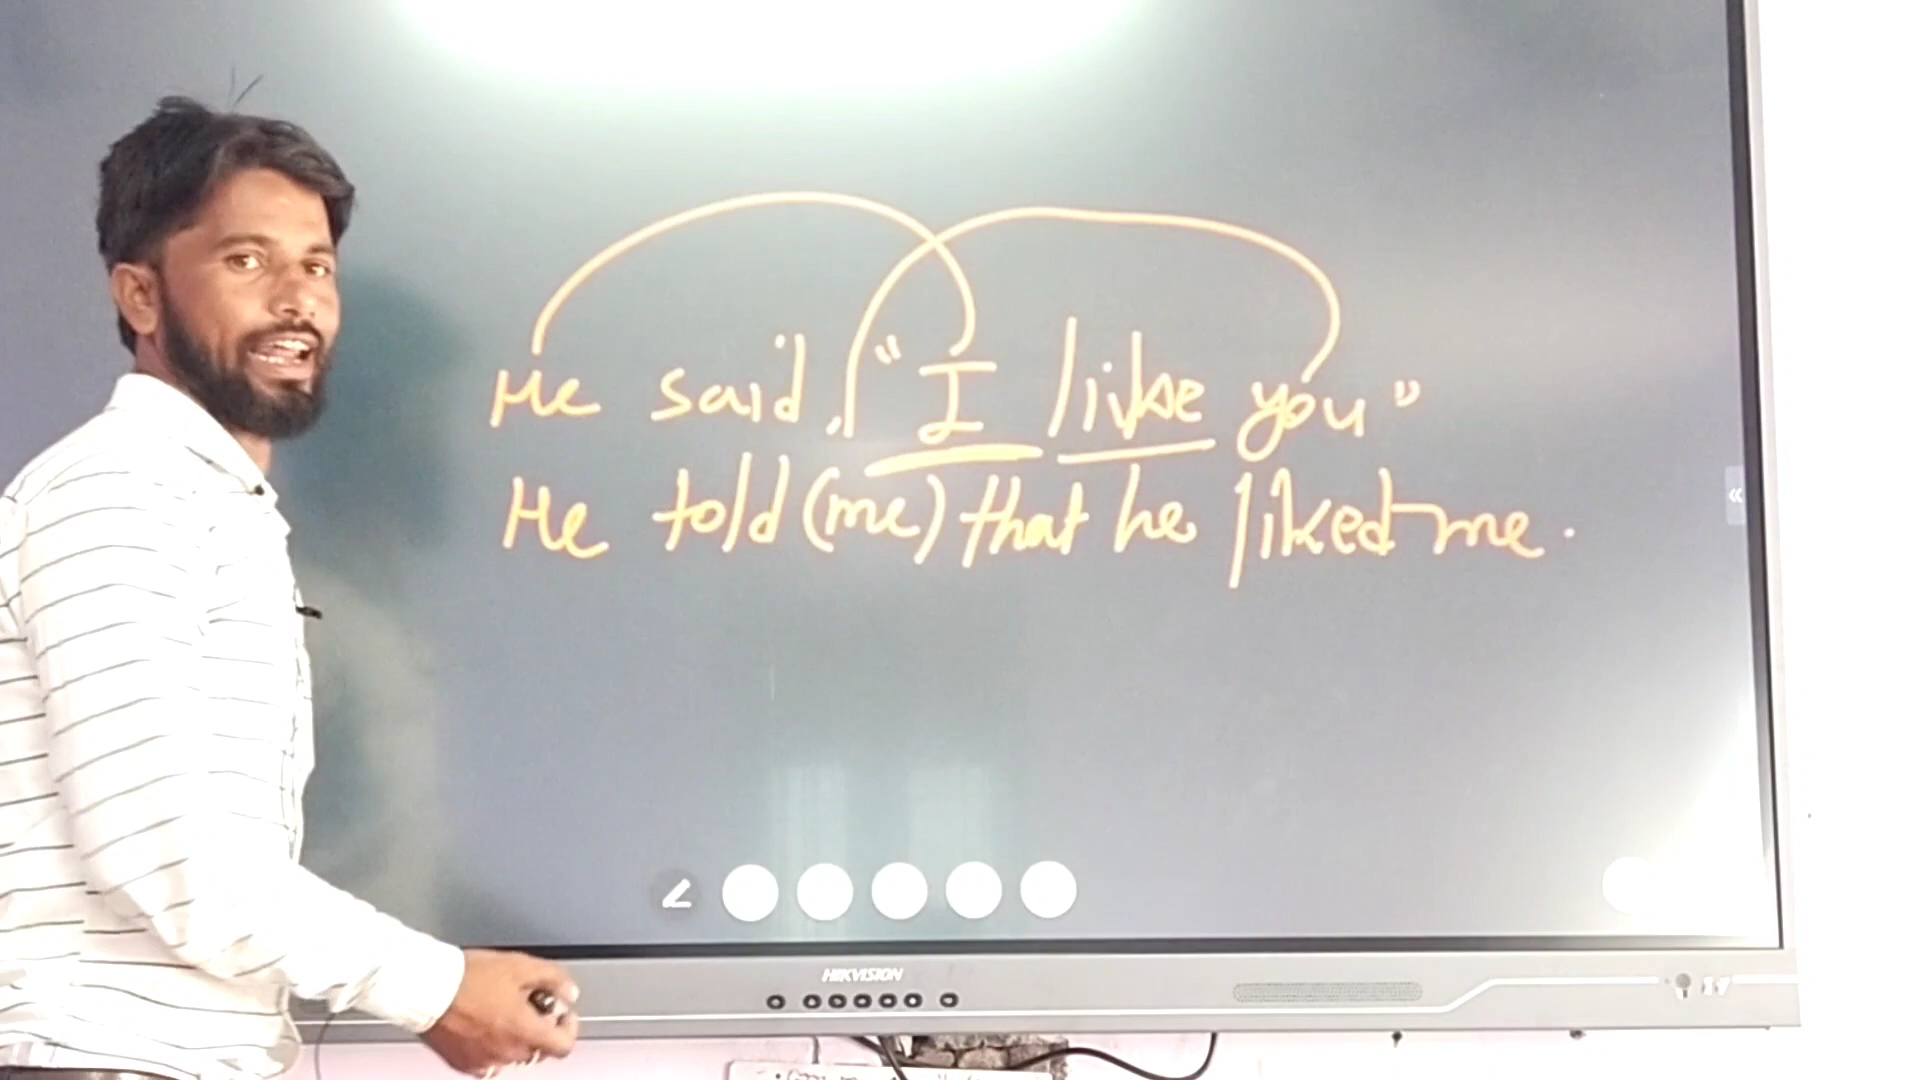 He said, "I like you"
He told (me) that he liked me.
HIKVISION